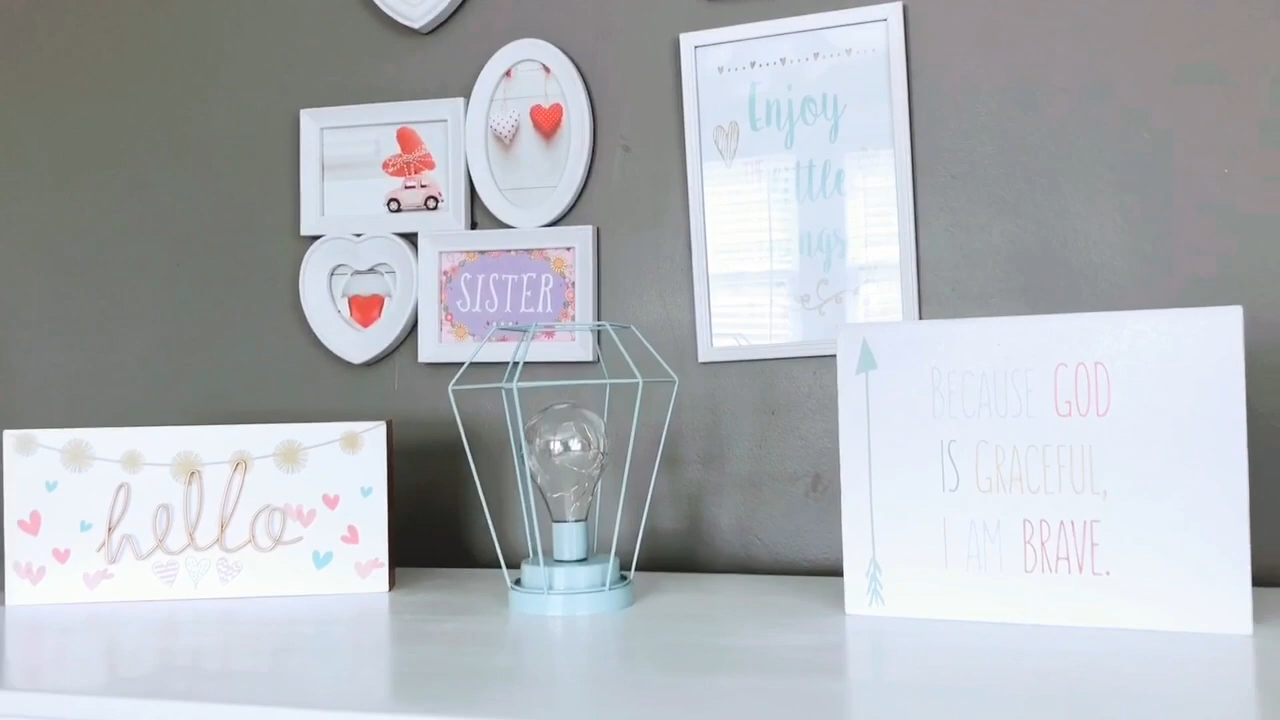 Enjoy
SISTER
hello
BECAUSE GOD
IS GRACEFUL,
I AM BRAVE.